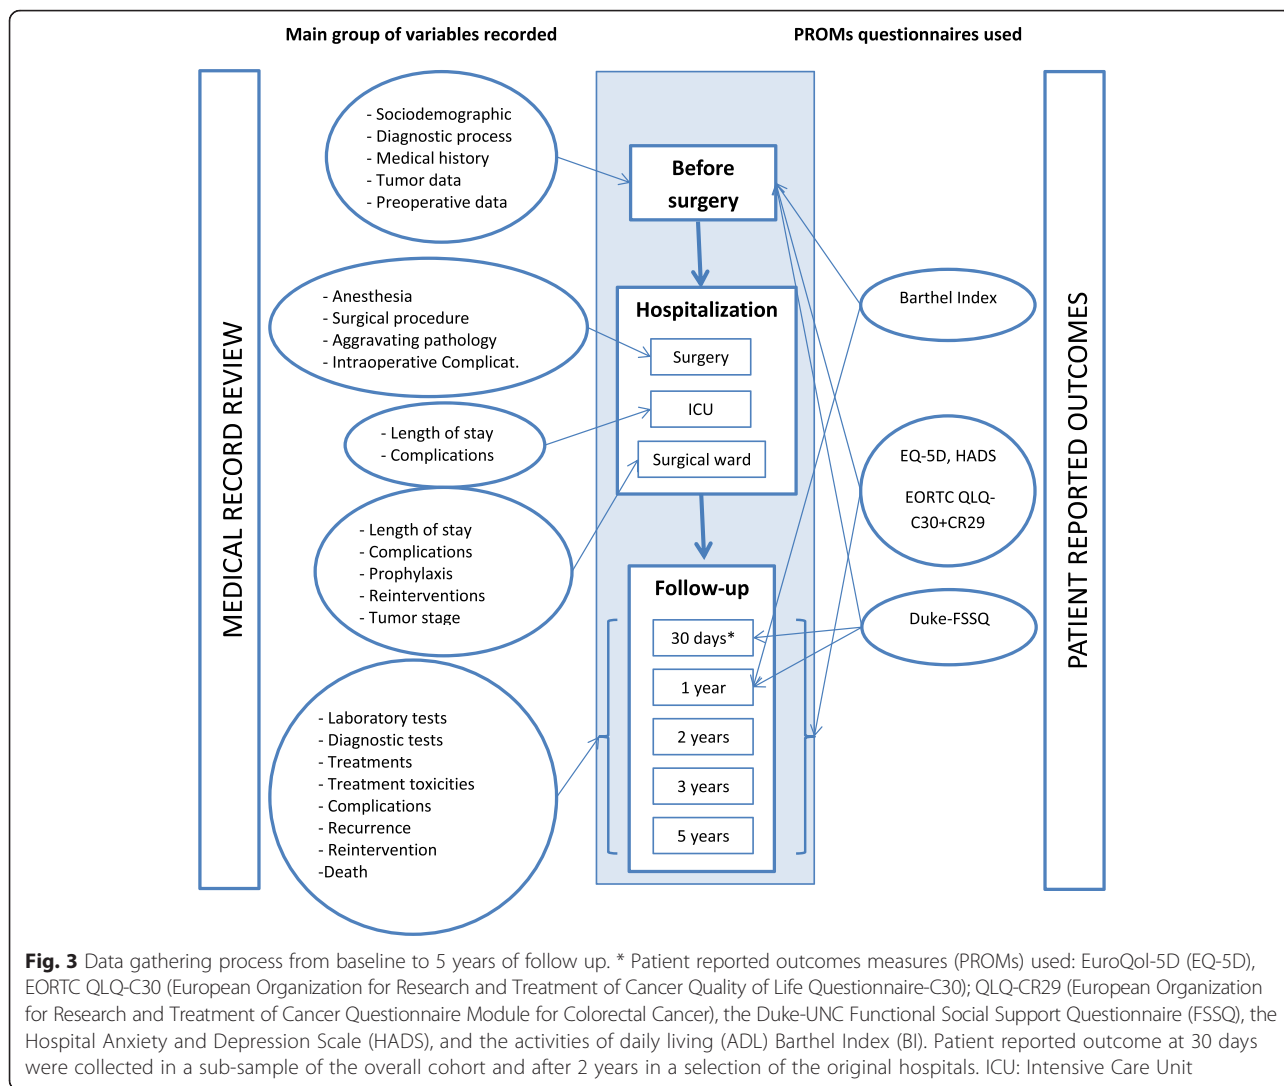 Main group of variables recorded
PROMs questionnaires used
MEDICAL RECORD REVIEW
- Sociodemographic
- Diagnostic process
- Medical history
- Tumor data
- Preoperative data
- Anesthesia
- Surgical procedure
- Aggravating pathology
- Intraoperative Complicat.
- Length of stay
- Complications
- Length of stay
- Complications
- Prophylaxis
- Reinterventions
- Tumor stage
- Laboratory tests
- Diagnostic tests
- Treatments
- Treatment toxicities
- Complications
- Recurrence
- Reintervention
-Death
Before
surgery
Hospitalization
Surgery
ICU
Surgical ward
Follow-up
30 days*
1 year
2 years
3 years
5 years
Barthel Index
EQ-5D, HADS
EORTC QLQ-
C30+CR29
Duke-FSSQ
PATIENT REPORTED OUTCOMES
Fig. 3 Data gathering process from baseline to 5 years of follow up. * Patient reported outcomes measures (PROMs) used: EuroQol-5D (EQ-5D),
EORTC QLQ-C30 (European Organization for Research and Treatment of Cancer Quality of Life Questionnaire-C30); QLQ-CR29 (European Organization
for Research and Treatment of Cancer Questionnaire Module for Colorectal Cancer), the Duke-UNC Functional Social Support Questionnaire (FSSQ), the
Hospital Anxiety and Depression Scale (HADS), and the activities of daily living (ADL) Barthel Index (BI). Patient reported outcome at 30 days
were collected in a sub-sample of the overall cohort and after 2 years in a selection of the original hospitals. ICU: Intensive Care Unit